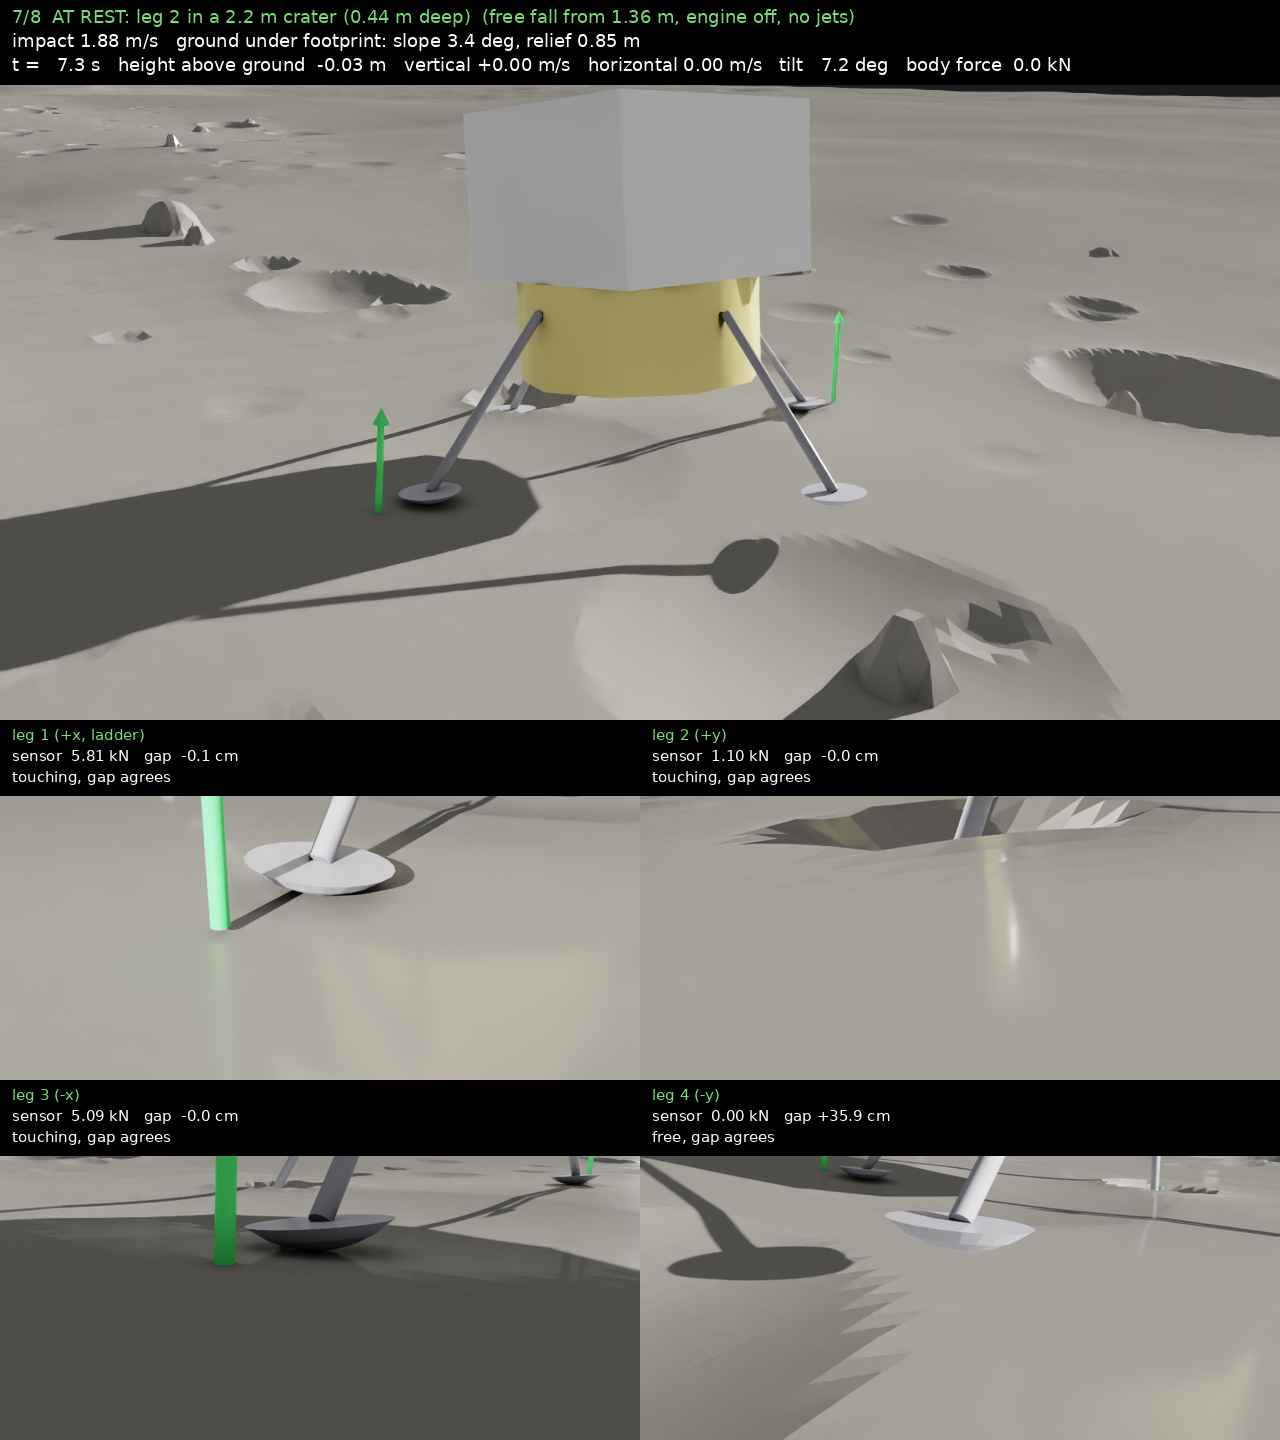 7/8  AT REST: leg 2 in a 2.2 m crater (0.44 m deep)  (free fall from 1.36 m, engine off, no jets)
impact 1.88 m/s   ground under footprint: slope 3.4 deg, relief 0.85 m
t =   7.3 s   height above ground  -0.03 m   vertical +0.00 m/s   horizontal 0.00 m/s   tilt   7.2 deg   body force  0.0 kN
leg 1 (+x, ladder)
sensor  5.81 kN   gap  -0.1 cm
touching, gap agrees
leg 2 (+y)
sensor  1.10 kN   gap  -0.0 cm
touching, gap agrees
leg 3 (-x)
sensor  5.09 kN   gap  -0.0 cm
touching, gap agrees
leg 4 (-y)
sensor  0.00 kN   gap +35.9 cm
free, gap agrees